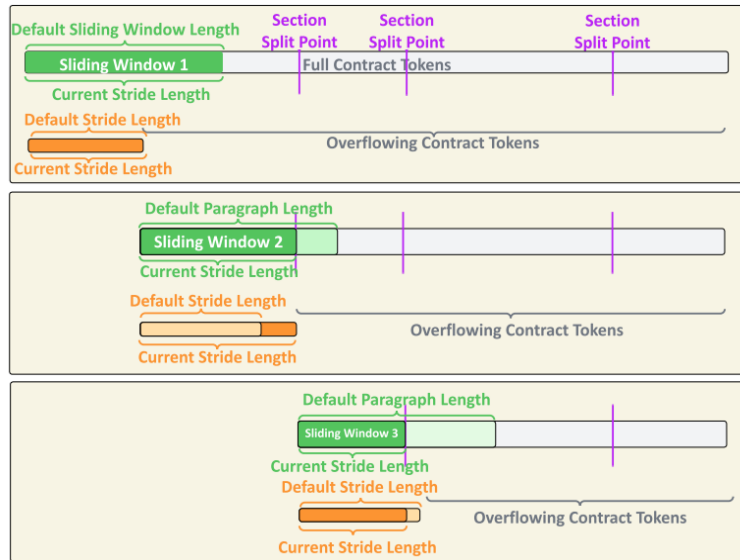 Default Sliding Window Length
Section
Split Point
Section
Split Point
Section
Split Point
Sliding Window 1
Full Contract Tokens
Current Stride Length
Default Stride Length
Overflowing Contract Tokens
Current Stride Length
Default Paragraph Length
Sliding Window 2
Current Stride Length
Default Stride Length
Overflowing Contract Tokens
Current Stride Length
Default Paragraph Length
Sliding Window 3
Current Stride Length
Default Stride Length
Overflowing Contract Tokens
Current Stride Length